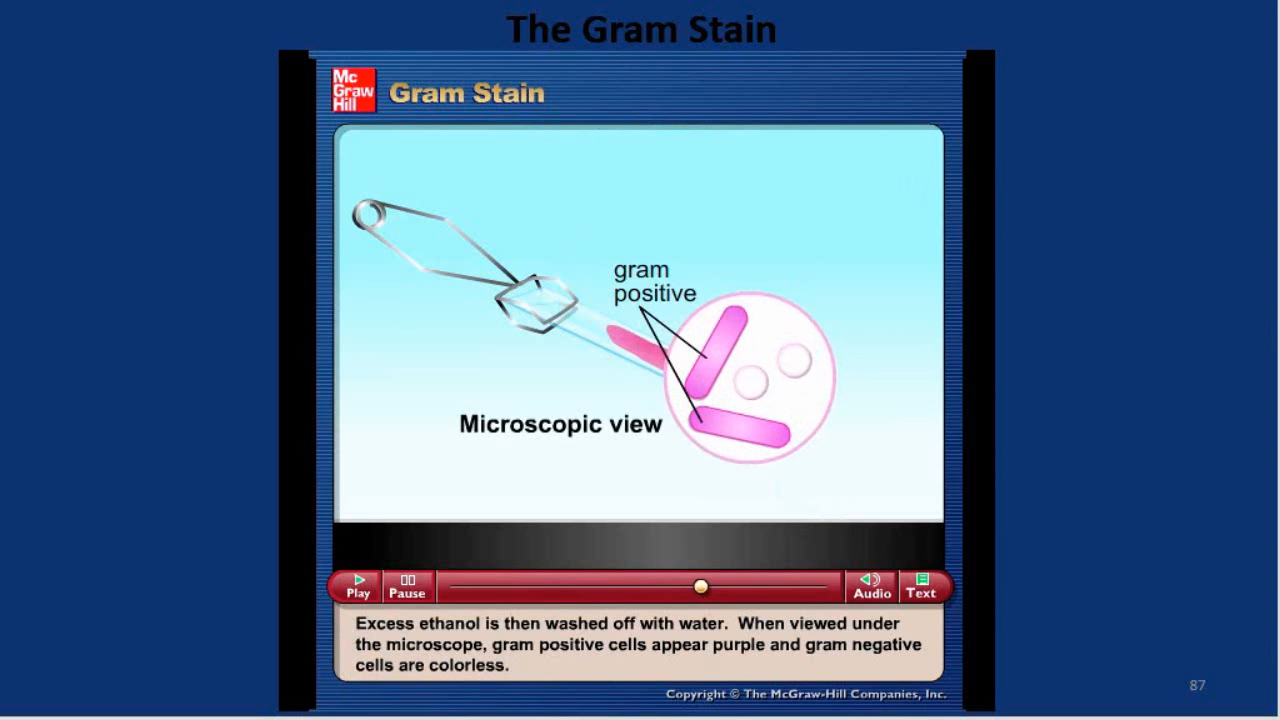 The Gram Stain
Mc
Graw
Hill
Gram Stain
gram
positive
Microscopic view
Play
Pause
Audio
Text
Excess ethanol is then washed off with water. When viewed under
the microscope, gram positive cells appear purple and gram negative
cells are colorless.
87
Copyright © The McGraw-Hill Companies, Inc.